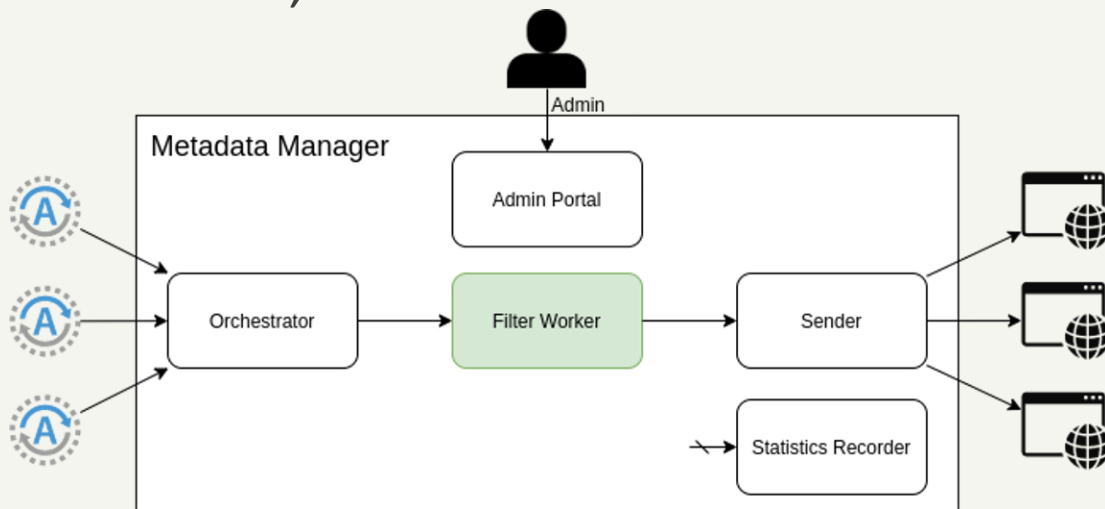 Admin
Metadata Manager
Admin Portal
A
Orchestrator
Filter Worker
Sender
A
A
Statistics Recorder